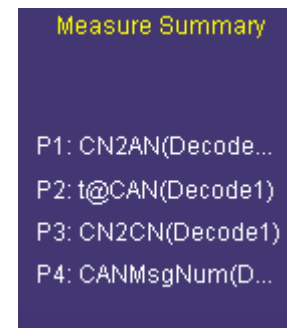 Measure Summary
P1: CN2AN(Decode...
P2: t@CAN(Decode1)
P3: CN2CN(Decode1)
P4: CANMsgNum(D...